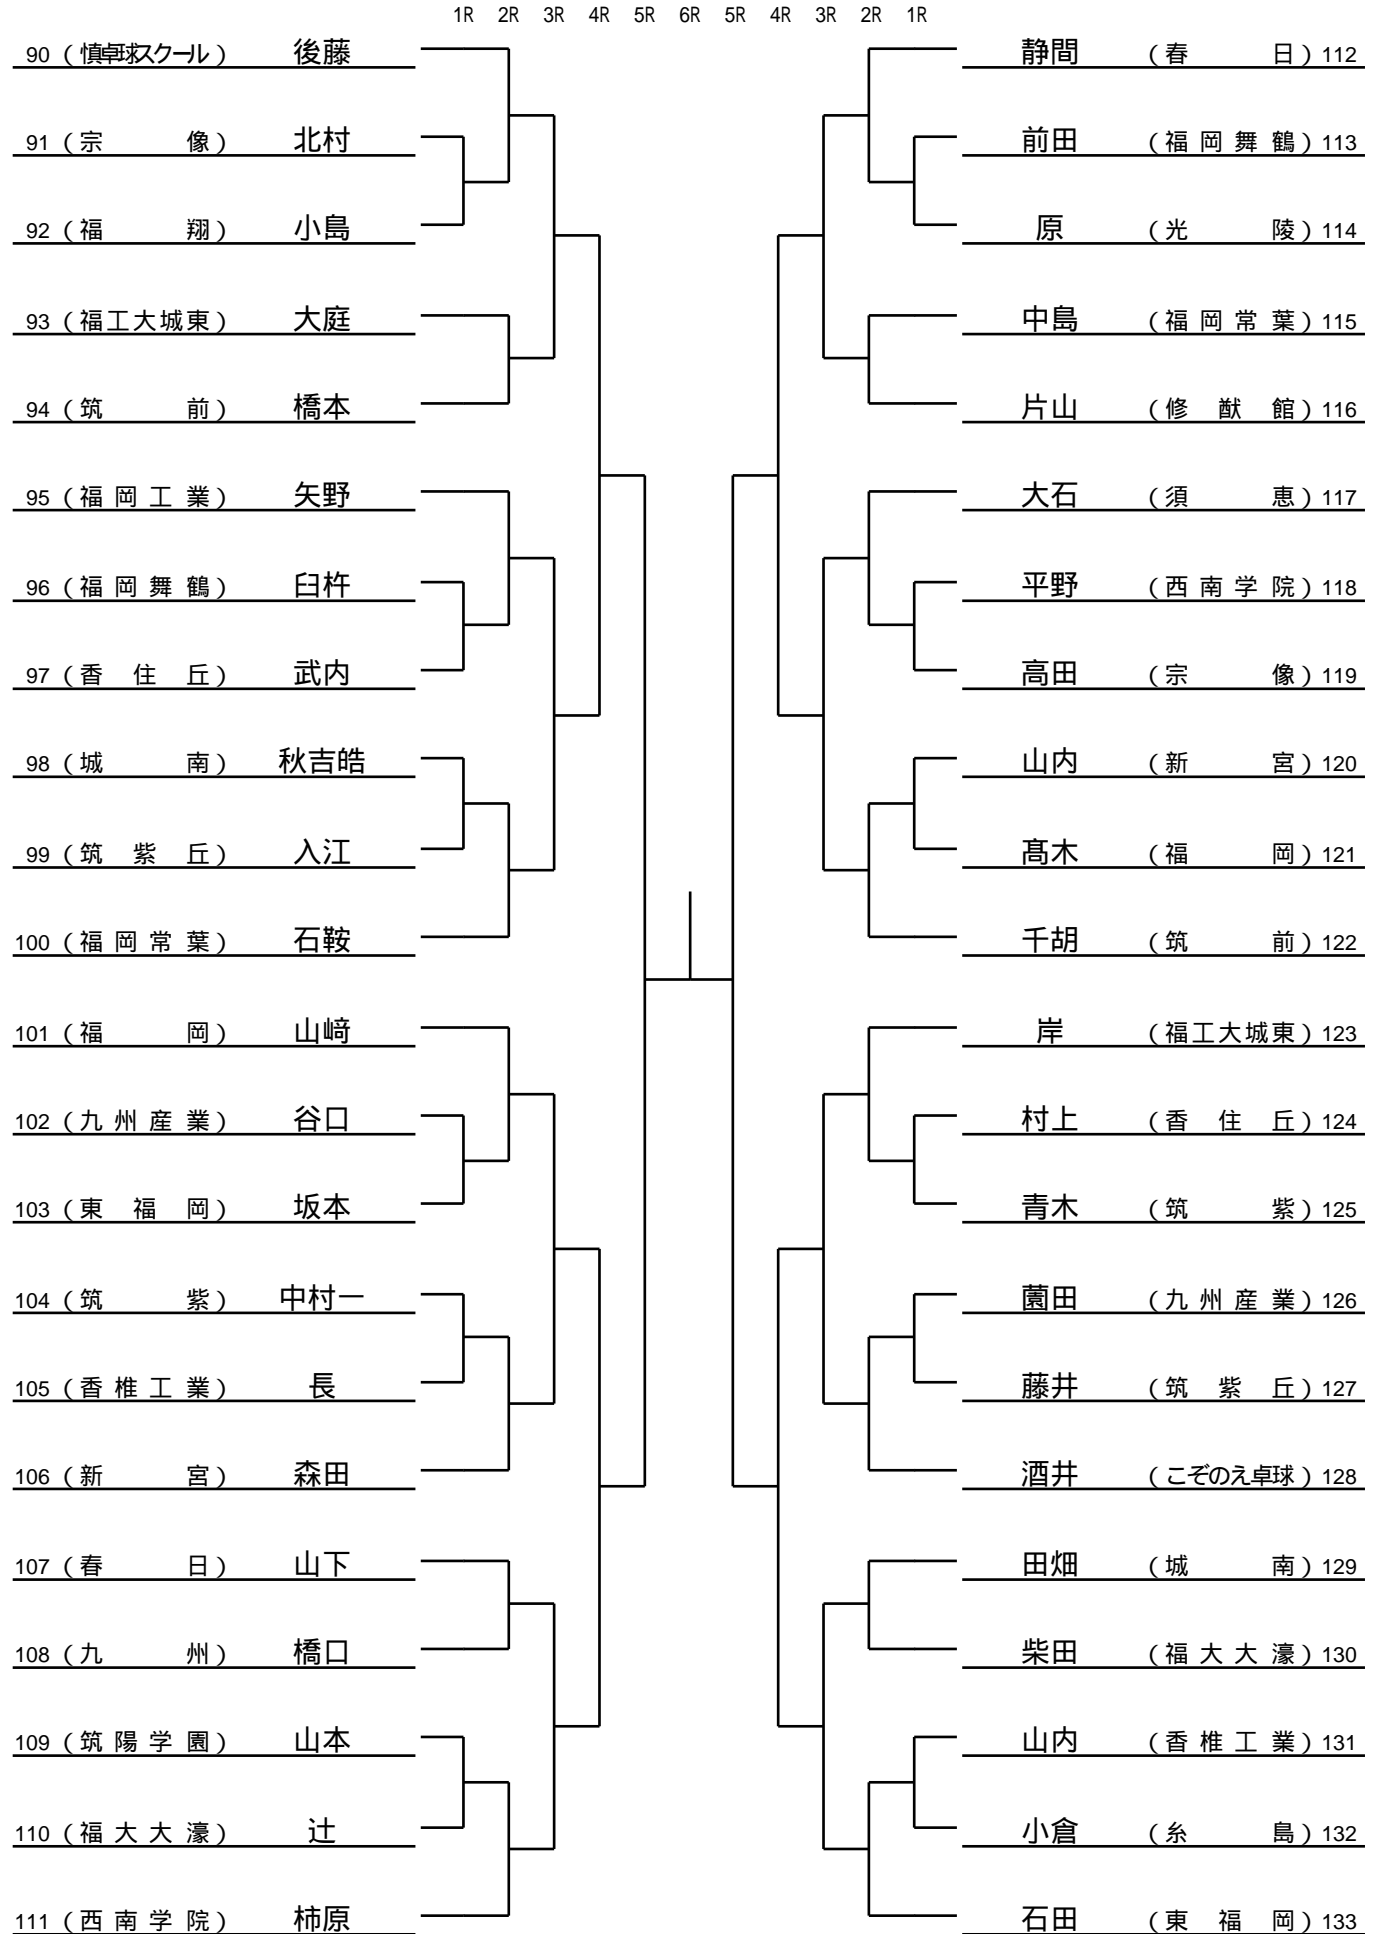 1R 2R 3R 4R 5R 6R 5R 4R 3R 2R 1R
90 (慎卓球スクール) 後藤
91 (宗像) 北村
92 (福翔) 小島
93 (福工大城東) 大庭
94 (筑前) 橋本
95 (福岡工業) 矢野
96 (福岡舞鶴) 臼杵
97 (香住丘) 武内
98 (城南) 秋吉皓
99 (筑紫丘) 入江
100 (福岡常葉) 石鞍
101 (福岡) 山﨑
102 (九州産業) 谷口
103 (東福岡) 坂本
104 (筑紫) 中村一
105 (香椎工業) 長
106 (新宮) 森田
107 (春日) 山下
108 (九州) 橋口
109 (筑陽学園) 山本
110 (福大大濠) 辻
111 (西南学院) 柿原
静間 (春日) 112
前田 (福岡舞鶴) 113
原 (光陵) 114
中島 (福岡常葉) 115
片山 (修猷館) 116
大石 (須恵) 117
平野 (西南学院) 118
高田 (宗像) 119
山内 (新宮) 120
髙木 (福岡) 121
千胡 (筑前) 122
岸 (福工大城東) 123
村上 (香住丘) 124
青木 (筑紫) 125
薗田 (九州産業) 126
藤井 (筑紫丘) 127
酒井 (こぞのえ卓球) 128
田畑 (城南) 129
柴田 (福大大濠) 130
山内 (香椎工業) 131
小倉 (糸島) 132
石田 (東福岡) 133